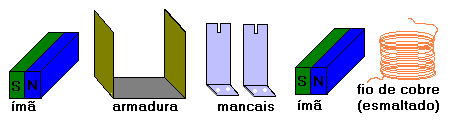 S N
S N
ímã
armadura
mancais
ímã
fio de cobre
(esmaltado)